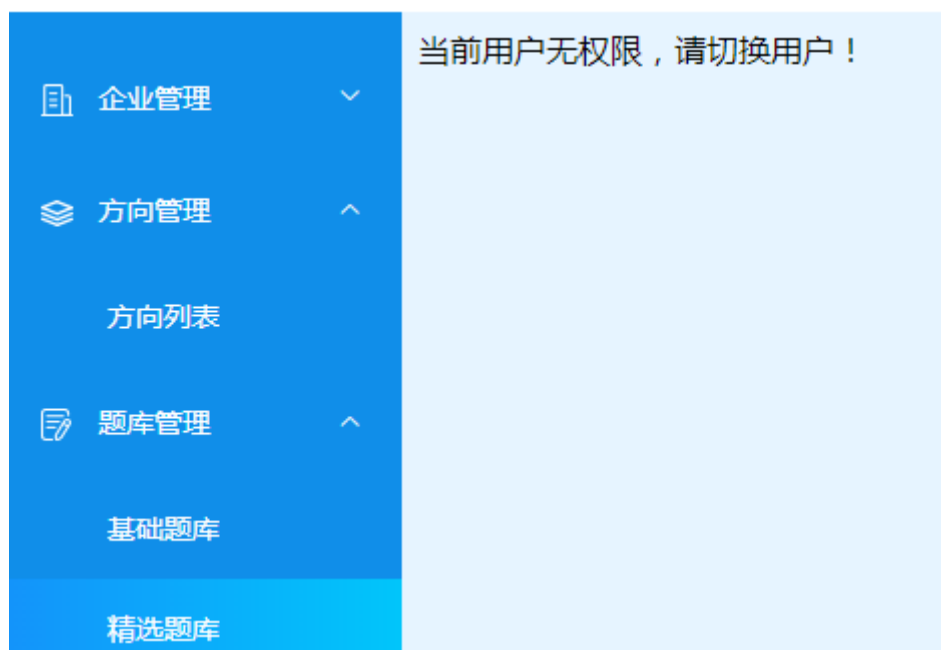 企业管理
方向管理
方向列表
题库管理
基础题库
精选题库
当前用户无权限，请切换用户！